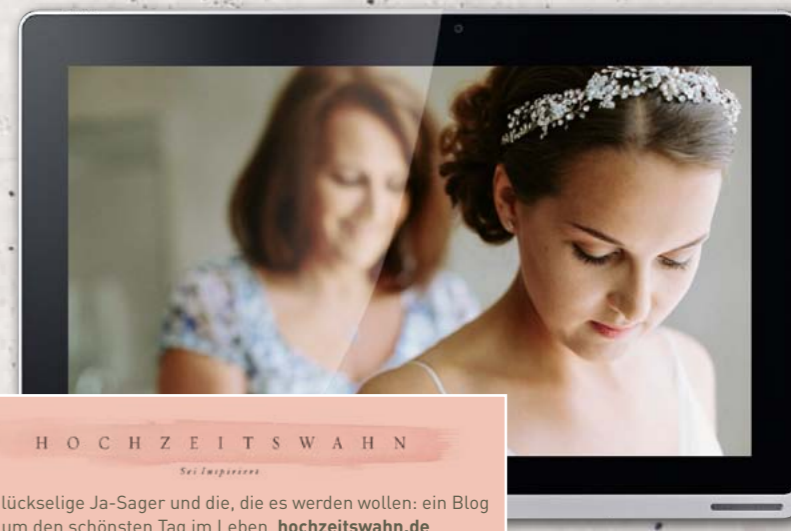 HOCHZEITSWAHN
Sei Inspiriert
lückselige Ja-Sager und die, die es werden wollen: ein Blog
um den schönsten Tag im Leben. hochzeitswahn.de